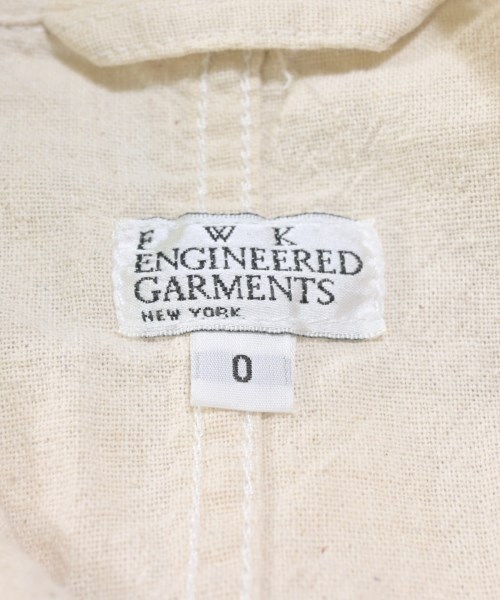 F W K
ENGINEERED
GARMENTS
NEW YORK
0